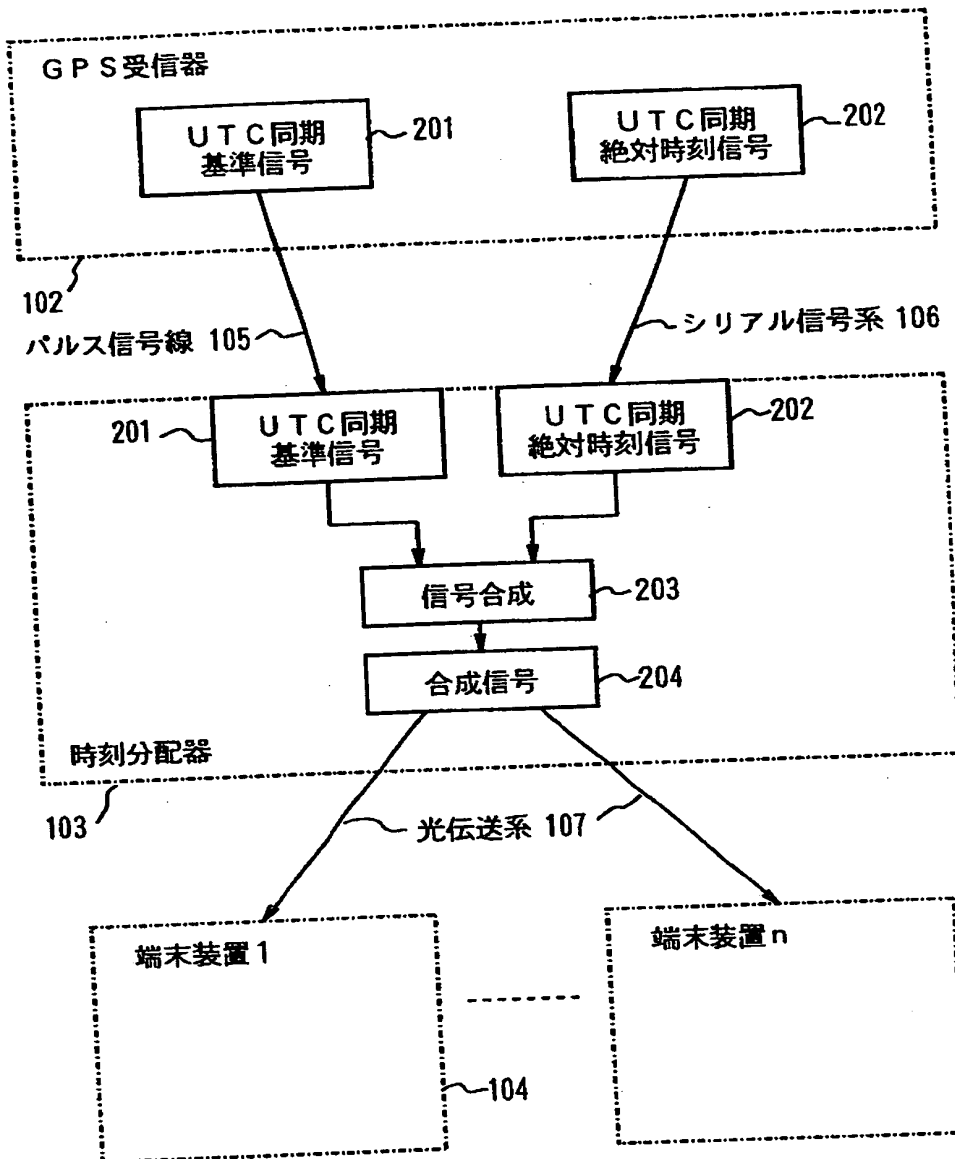 GPS受信器
UTC同期
基準信号
201
UTC同期
絶対時刻信号
202
102
パルス信号線 105
シリアル信号系 106
201
UTC同期
基準信号
UTC同期
絶対時刻信号
202
信号合成
203
合成信号
204
時刻分配器
103
光伝送系 107
端末装置1
端末装置n
104